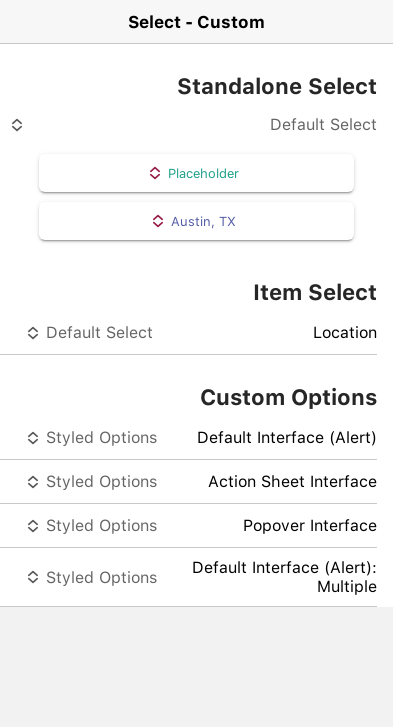 Select - Custom
Standalone Select
Default Select
Placeholder
Austin, TX
Item Select
Location
Default Select
Custom Options
Default Interface (Alert)
Styled Options
Action Sheet Interface
Styled Options
Popover Interface
Styled Options
Default Interface (Alert):
Multiple
Styled Options